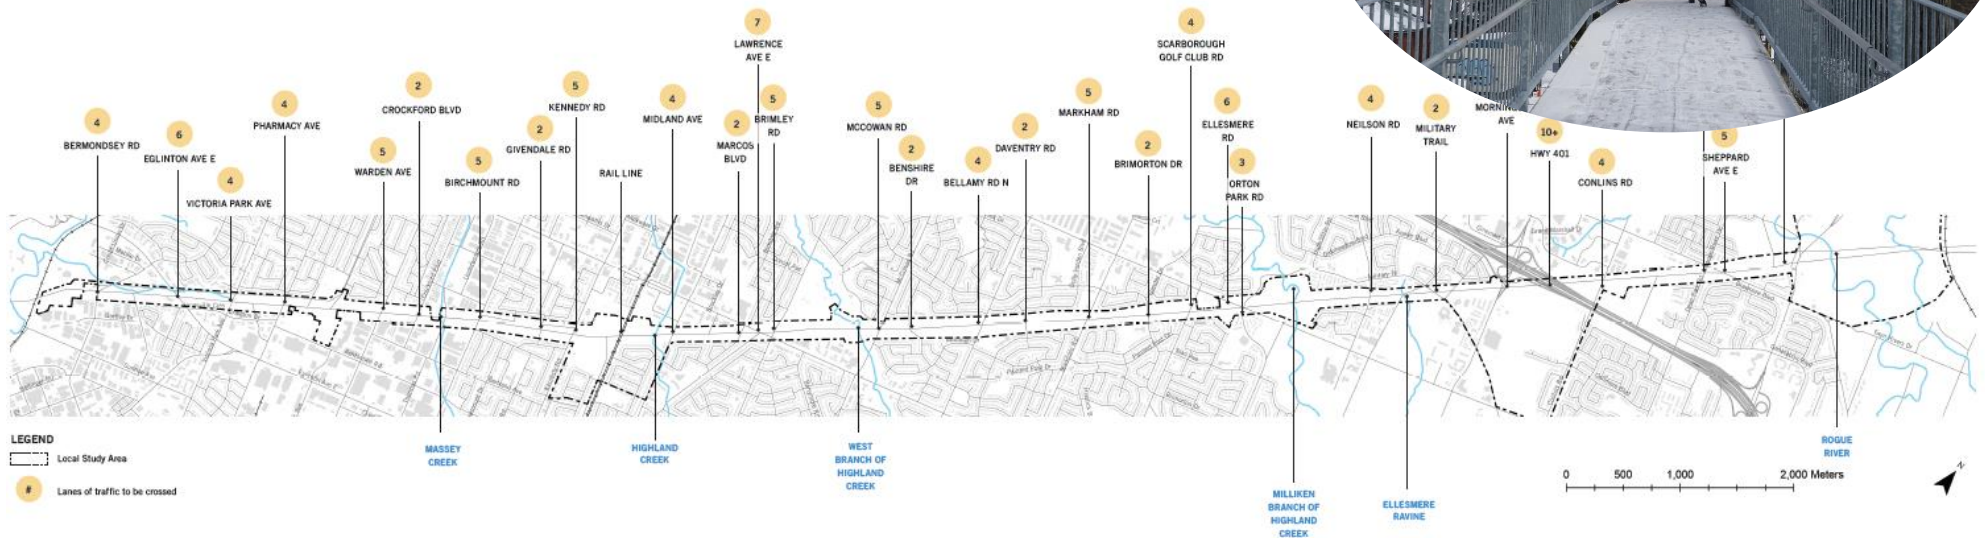 7
LAWRENCE
AVE E
4
SCARBOROUGH
GOLF CLUB RD
4
BERMONDSEY RD
6
EGLINTON AVE E
4
VICTORIA PARK AVE
4
PHARMACY AVE
5
WARDEN AVE
2
CROCKFORD BLVD
5
BIRCHMOUNT RD
2
GIVENDALE RD
5
KENNEDY RD
RAIL LINE
4
MIDLAND AVE
2
MARCOS
BLVD
5
BRIMLEY
RD
5
MCCOWAN RD
2
BENSHIRE
DR
4
BELLAMY RD N
2
DAVENTRY RD
5
MARKHAM RD
2
BRIMORTON DR
6
ELLESMERE
RD
3
ORTON
PARK RD
4
NEILSON RD
2
MILITARY
TRAIL
AVE
10+
HWY 401
4
CONLINS RD
5
SHEPPARD
AVE E
LEGEND
Local Study Area
#
Lanes of traffic to be crossed
MASSEY
CREEK
HIGHLAND
CREEK
WEST
BRANCH OF
HIGHLAND
CREEK
MILLIKEN
BRANCH OF
HIGHLAND
CREEK
ELLESMERE
RAVINE
ROGUE
RIVER
0 500 1,000 2,000 Meters
N